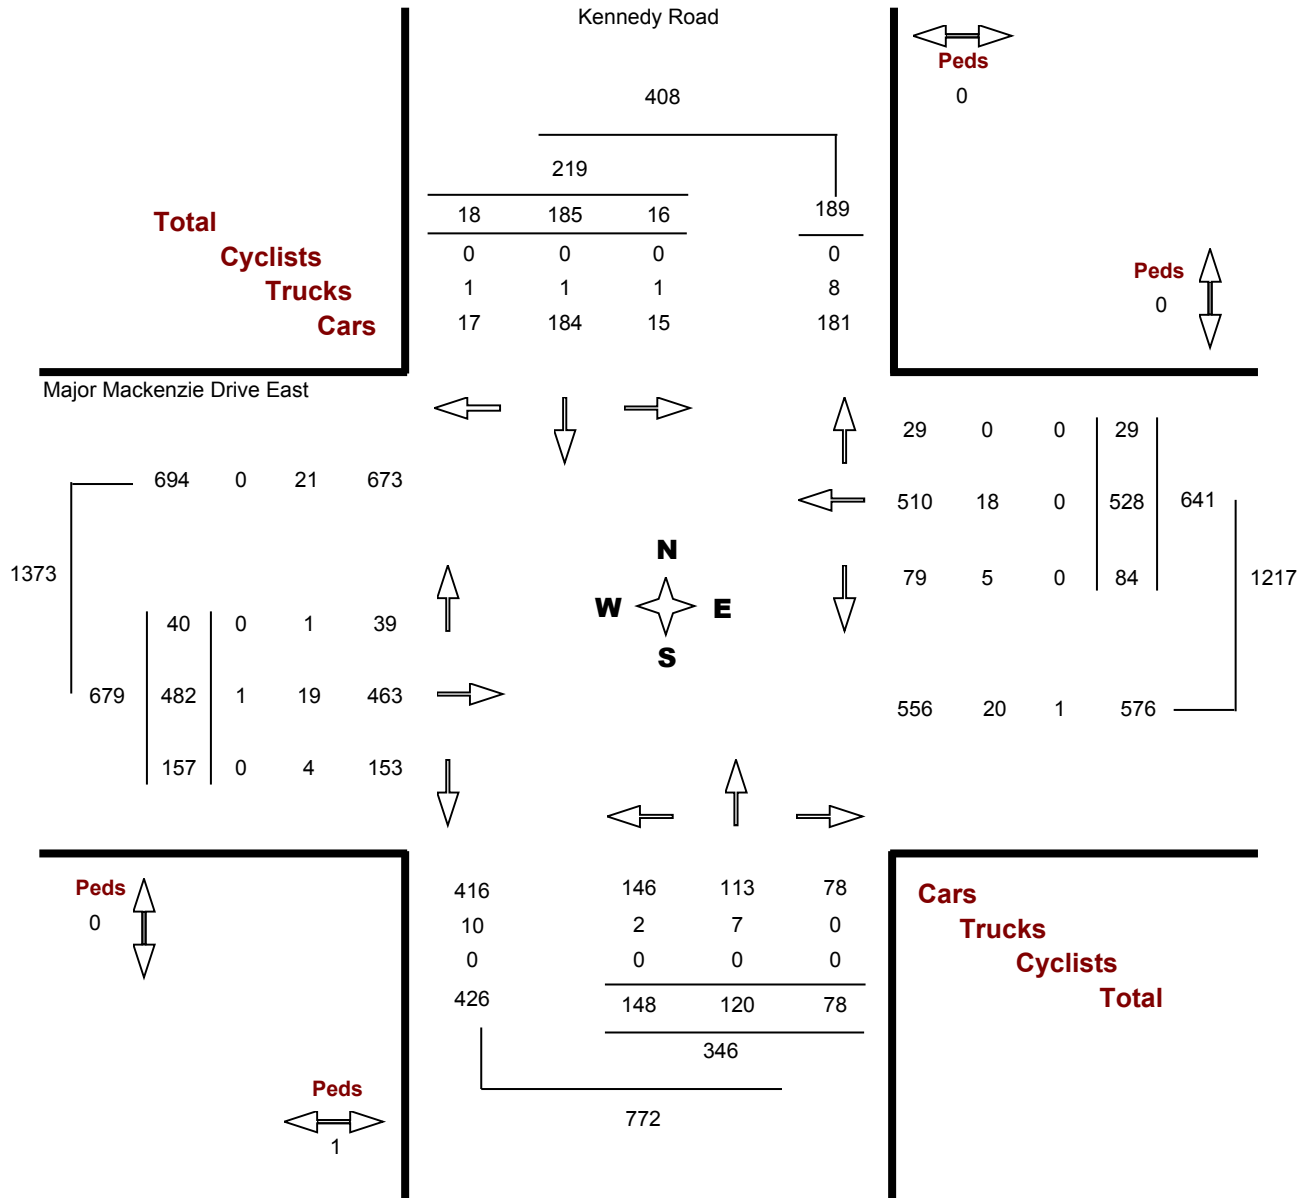 Kennedy Road
Peds
408
0
219
18 185 16 189
Total
0 0 0 0
Cyclists
Peds
1 1 1 8
Trucks
0
17 184 15 181
Cars
Major Mackenzie Drive East
29 0 0 29
694 0 21 673
510 18 0 528 641
N
1373
79 5 0 84 1217
W E
40 0 1 39
S
679 482 1 19 463
556 20 1 576
157 0 4 153
Peds
416 146 113 78
Cars
0
10 2 7 0
Trucks
0 0 0 0
Cyclists
426 148 120 78
Total
346
Peds
772
1